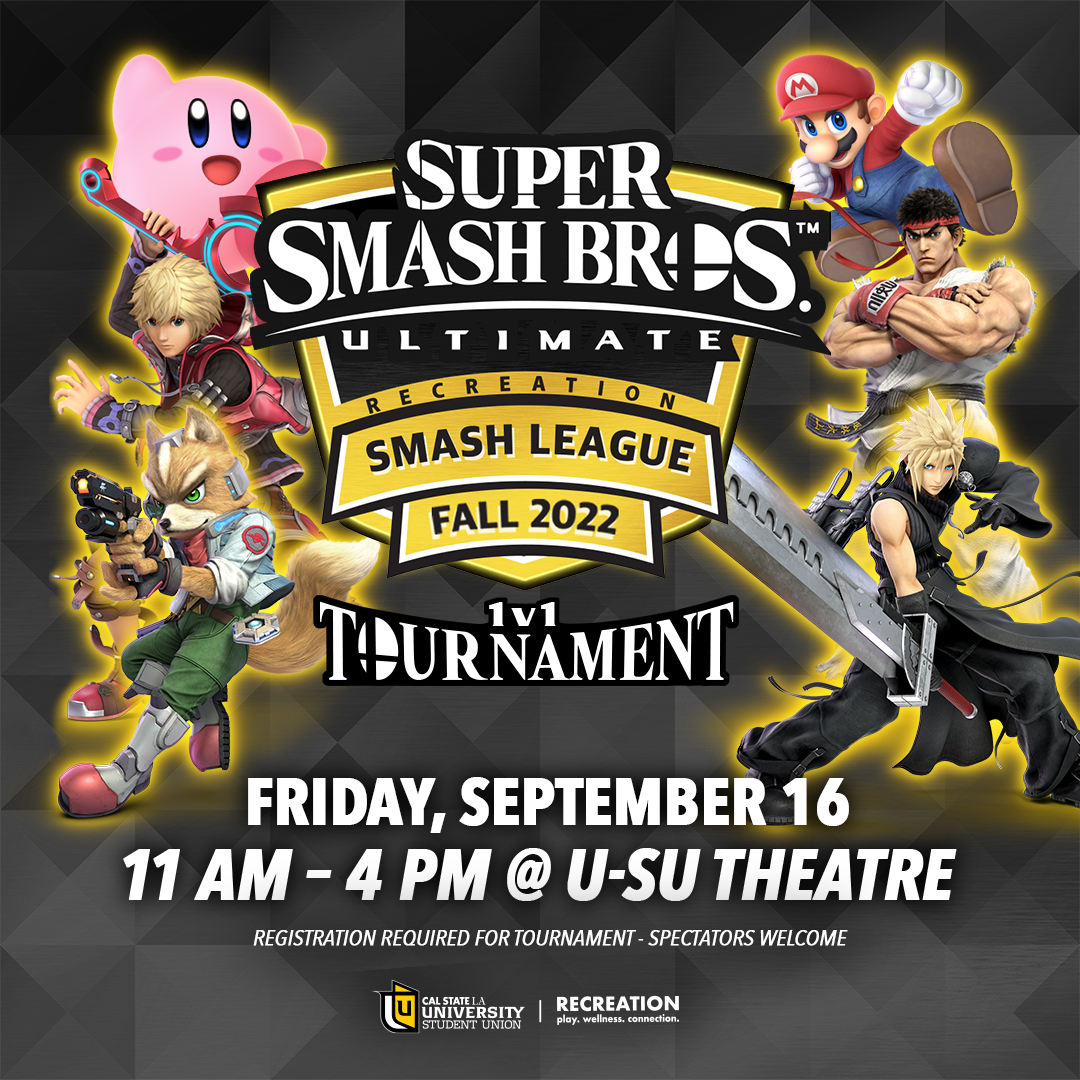 SUPER
SMASH BROS.™
ULTIMATE
RECREATION
SMASH LEAGUE
FALL 2022
1v1
TOURNAMENT
FRIDAY, SEPTEMBER 16
11 AM – 4 PM @ U-SU THEATRE
REGISTRATION REQUIRED FOR TOURNAMENT - SPECTATORS WELCOME
CAL STATE LA
UNIVERSITY
STUDENT UNION
RECREATION
play. wellness. connection.